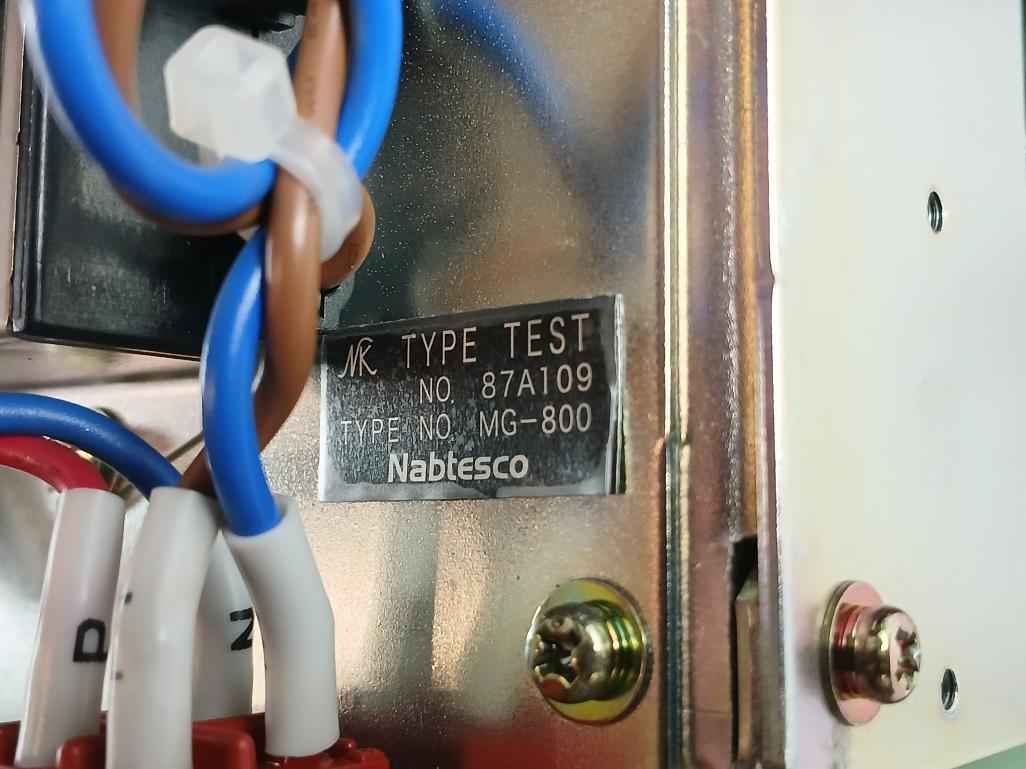 NK TYPE TEST
NO. 87A109
TYPE NO. MG-800
Nabtesco
P
N